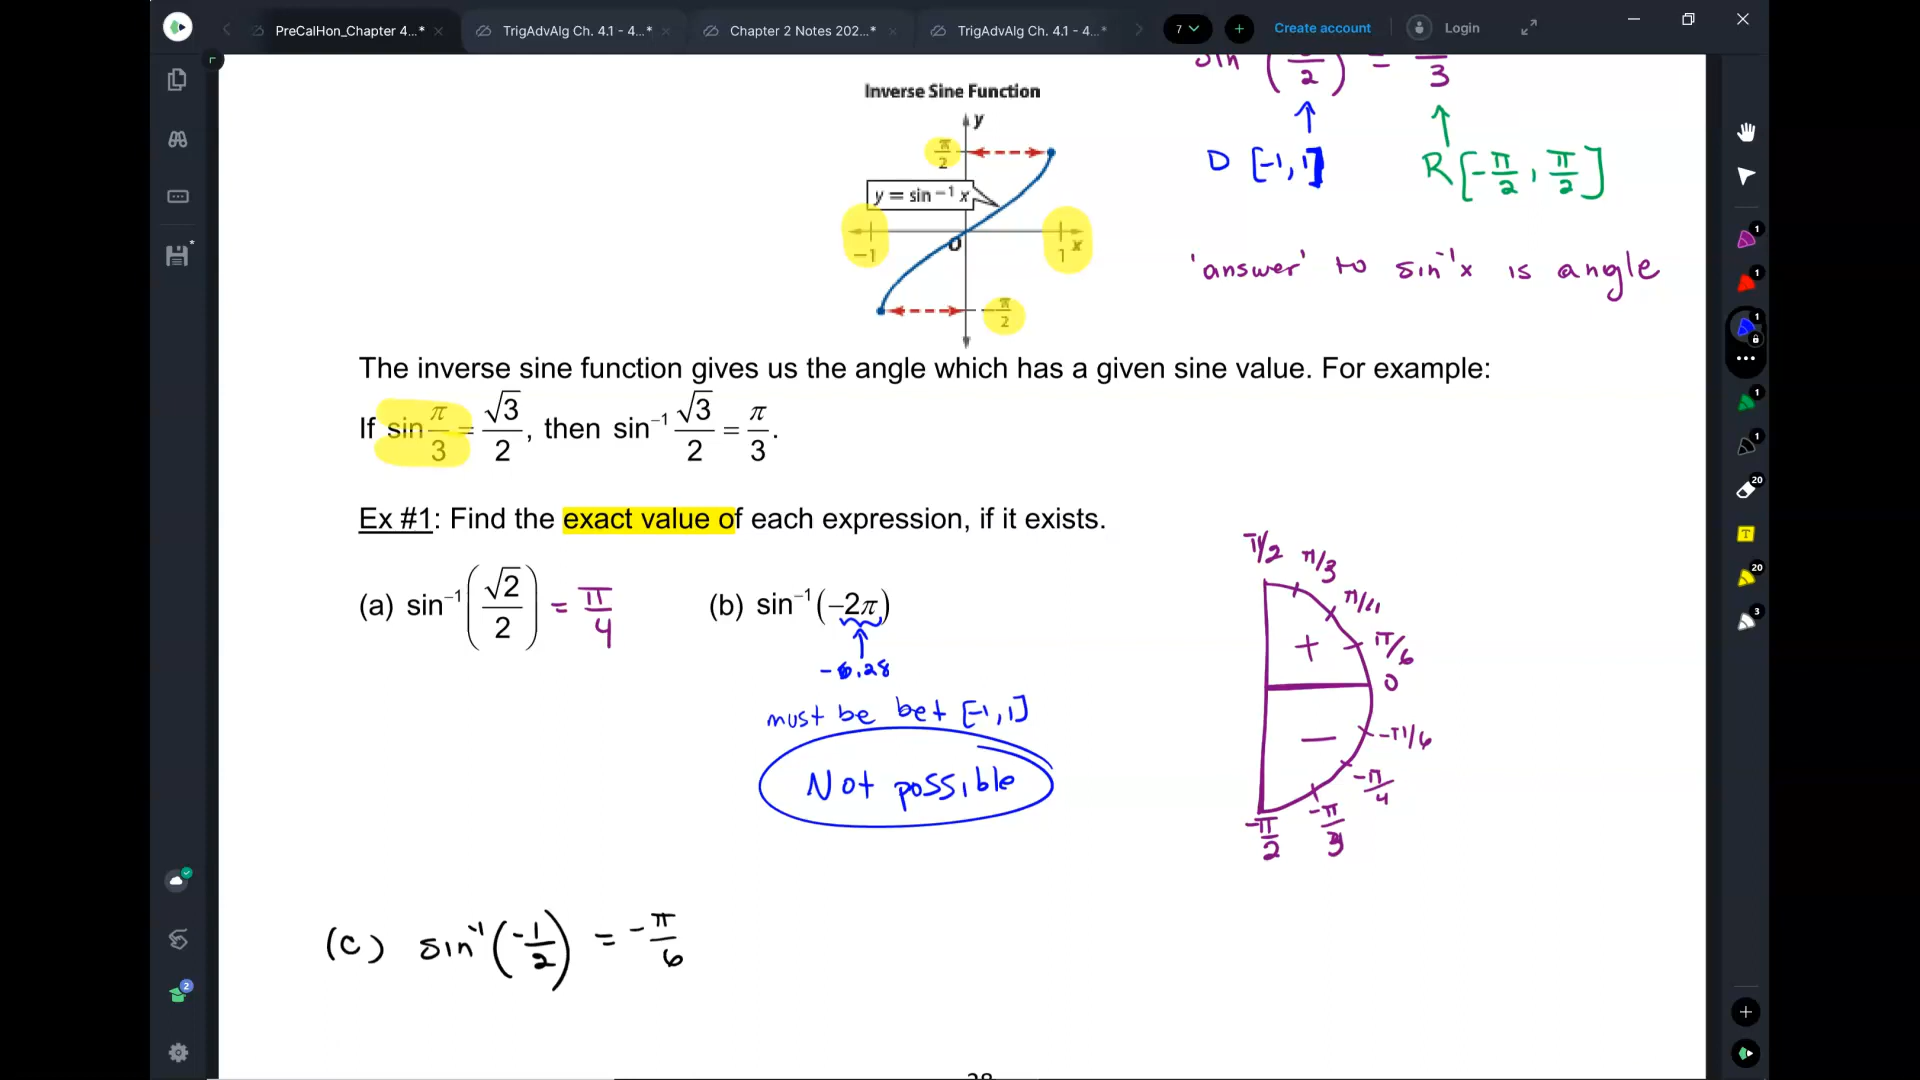 PreCalHon_Chapter 4...*
TrigAdvAlg Ch. 4.1 - 4...*
Chapter 2 Notes 202...*
TrigAdvAlg Ch. 4.1 - 4...*
7
Create account
Login
Inverse Sine Function
y
π/2
y = sin⁻¹ x
-1
O
1
x
-π/2
3
D [-1, 1]
R [-π/2, π/2]
'answer' to sin⁻¹x is angle
The inverse sine function gives us the angle which has a given sine value. For example:
If sin π/3 = √3/2, then sin⁻¹ √3/2 = π/3.
Ex #1: Find the exact value of each expression, if it exists.
(a) sin⁻¹(√2/2) = π/4
(b) sin⁻¹(-2π)
-6.28
must be bet [-1, 1]
Not possible
π/2
π/3
π/4
+
π/6
0
−
-π/6
-π/4
-π/3
-π/2
(c) sin⁻¹(-1/2) = -π/6